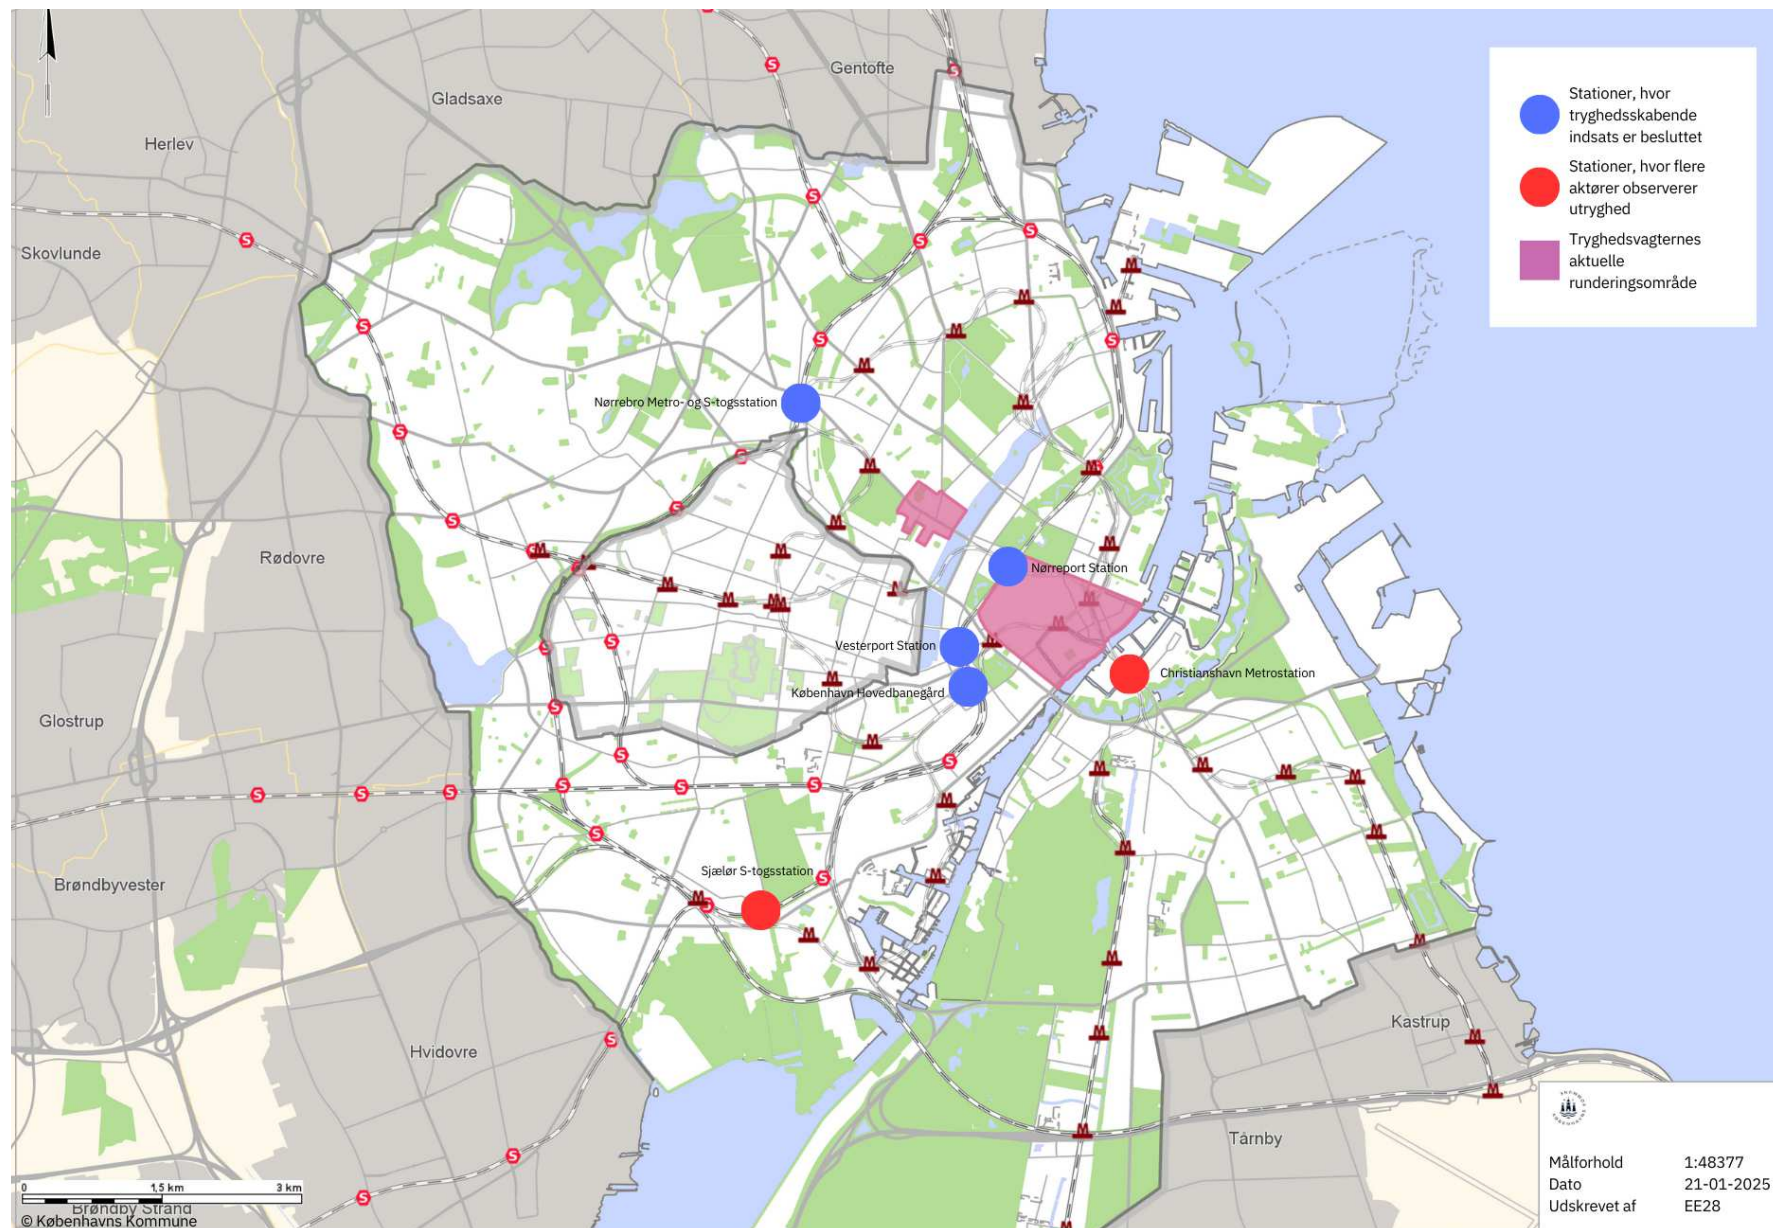 Gentofte
Gladsaxe
Herlev
Skovlunde
Stationer, hvor
tryghedsskabende
indsats er besluttet
Stationer, hvor flere
aktører observerer
utryghed
Tryghedsvagternes
aktuelle
runderingsområde
Nørrebro Metro- og S-togsstation
Rødovre
Nørreport Station
Vesterport Station
København Hovedbanegård
Christianshavn Metrostation
Glostrup
Sjælør S-togsstation
Brøndbyvester
Hvidovre
Kastrup
Tårnby
0 1,5 km 3 km
Brøndby Strand
© Københavns Kommune
Målforhold 1:48377
Dato 21-01-2025
Udskrevet af EE28